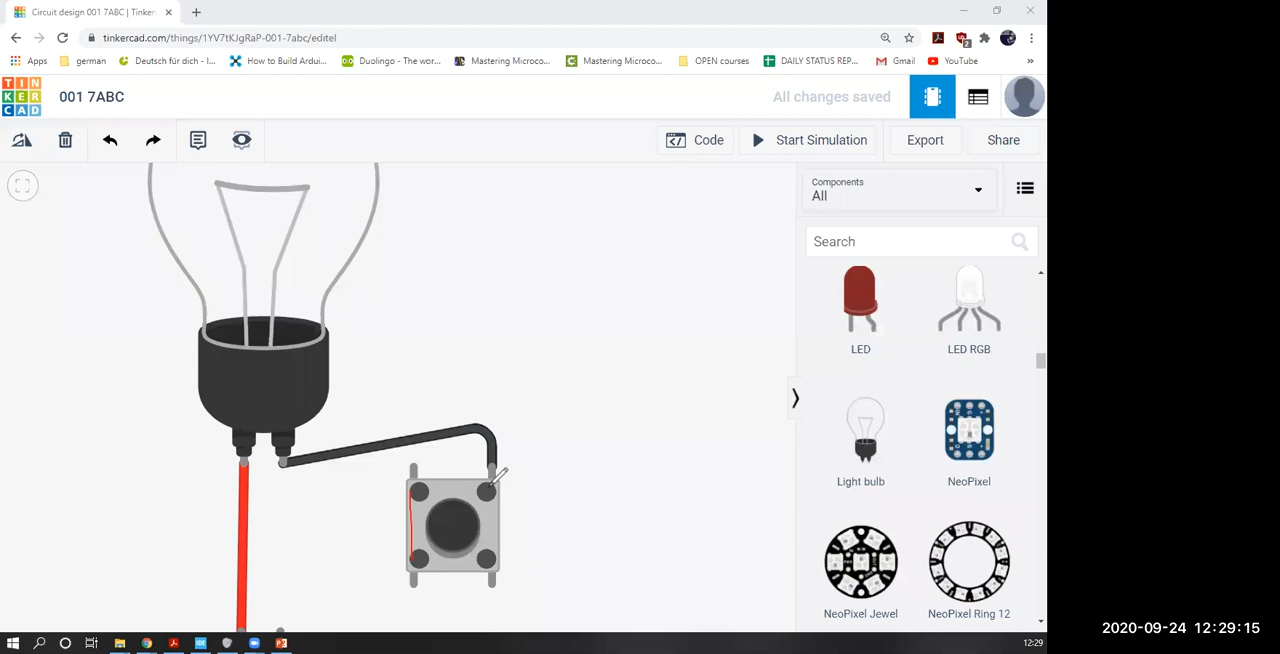 Circuit design 001 7ABC | Tinker
tinkercad.com/things/1YV7tKJgRaP-001-7abc/editel
2
Apps
german
Deutsch für dich - I...
How to Build Ardui...
Duolingo - The wor...
Mastering Microco...
Mastering Microco...
OPEN courses
DAILY STATUS REP...
Gmail
YouTube
»
TIN
KER
CAD
001 7ABC
All changes saved
Code
Start Simulation
Export
Share
Components
All
Search
LED
LED RGB
Light bulb
NeoPixel
NeoPixel Jewel
NeoPixel Ring 12
12:29
2020-09-24 12:29:15